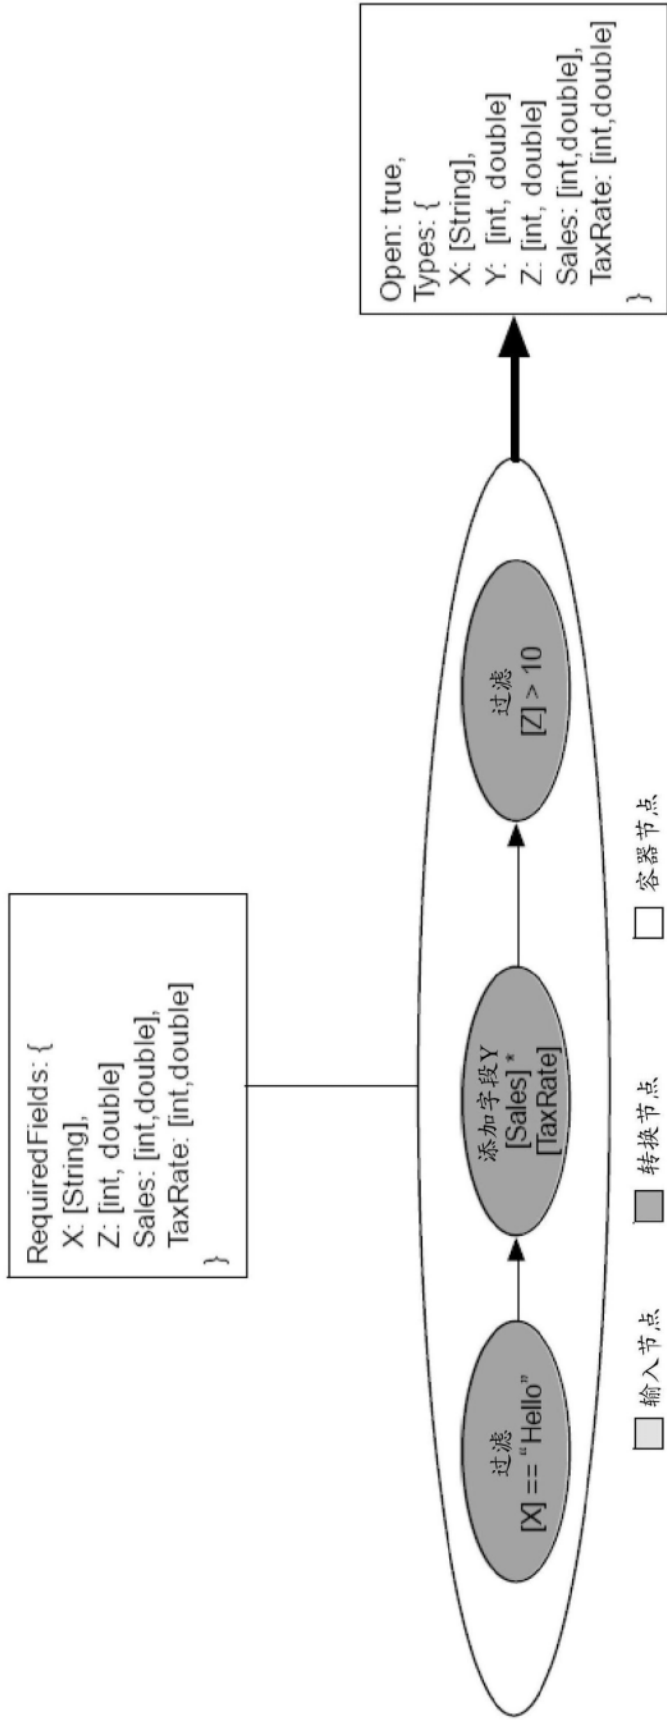 RequiredFields: {
X: [String],
Z: [int, double]
Sales: [int,double],
TaxRate: [int,double]
}
过滤
[X] == “Hello”
添加字段Y
[Sales] *
[TaxRate]
过滤
[Z] > 10
Open: true,
Types: {
X: [String],
Y: [int, double]
Z: [int, double]
Sales: [int,double],
TaxRate: [int,double]
}
输入节点
转换节点
容器节点